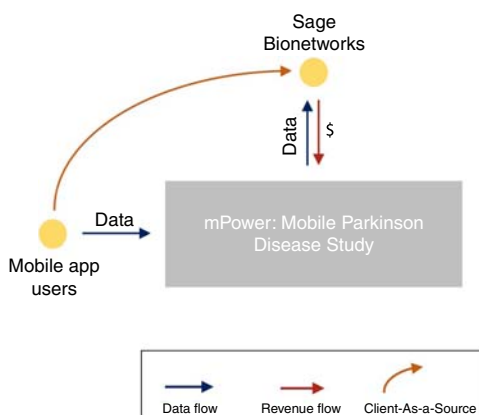 Sage
Bionetworks
Data
$
Data
mPower: Mobile Parkinson
Disease Study
Mobile app
users
Data flow
Revenue flow
Client-As-a-Source